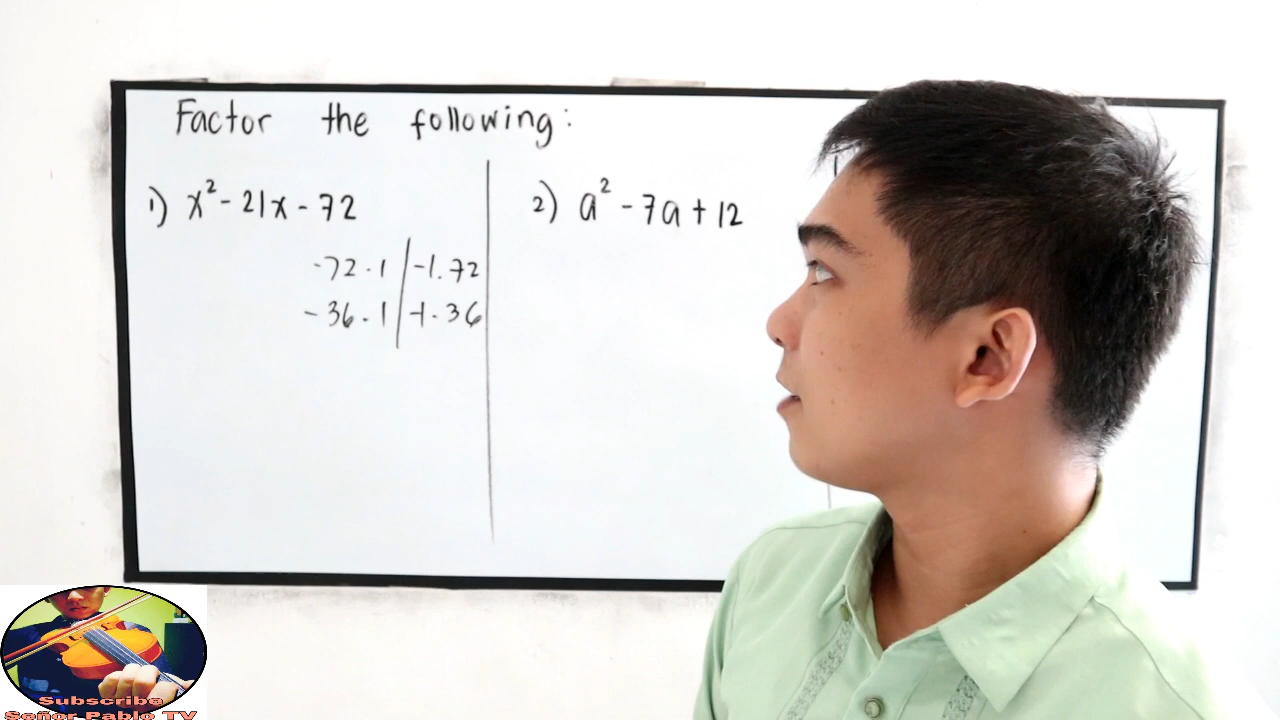 Factor the following:
1) x² - 21x - 72
-72 . 1 | -1 . 72
-36 . 1 | -1 . 36
2) a² - 7a + 12
Subscribe
Señor Pablo TV